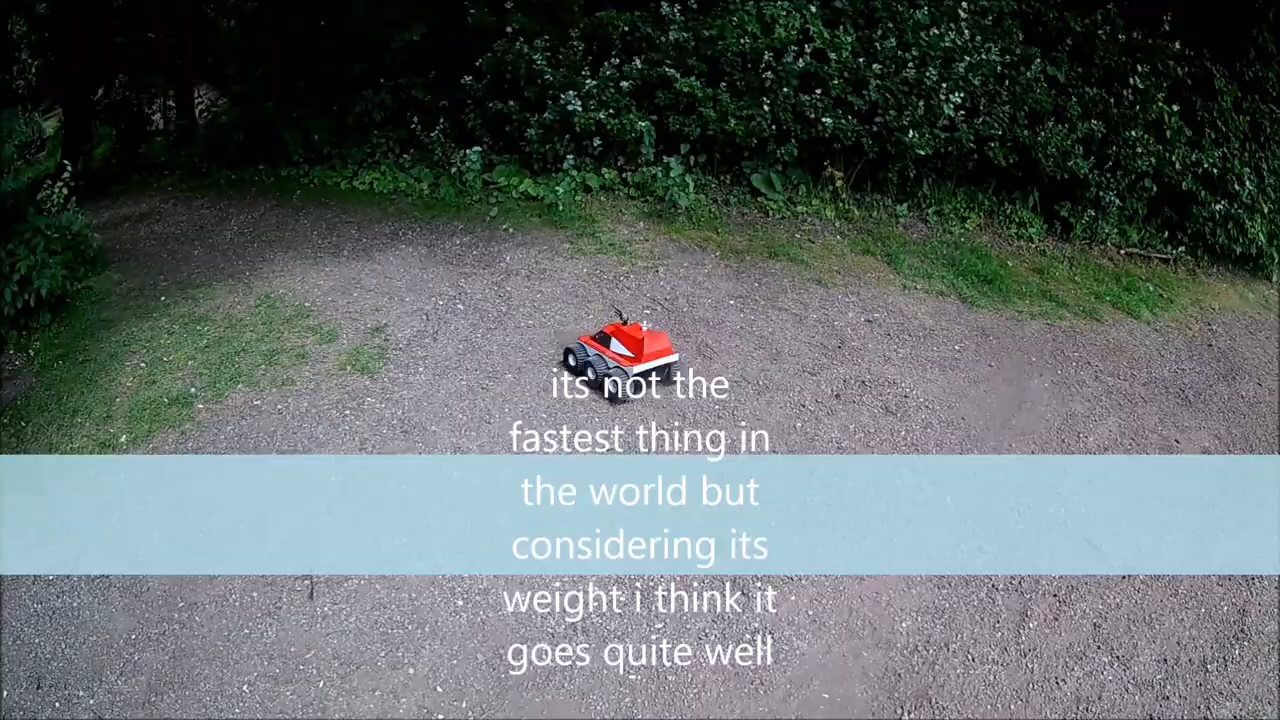 its not the
fastest thing in
the world but
considering its
weight i think it
goes quite well